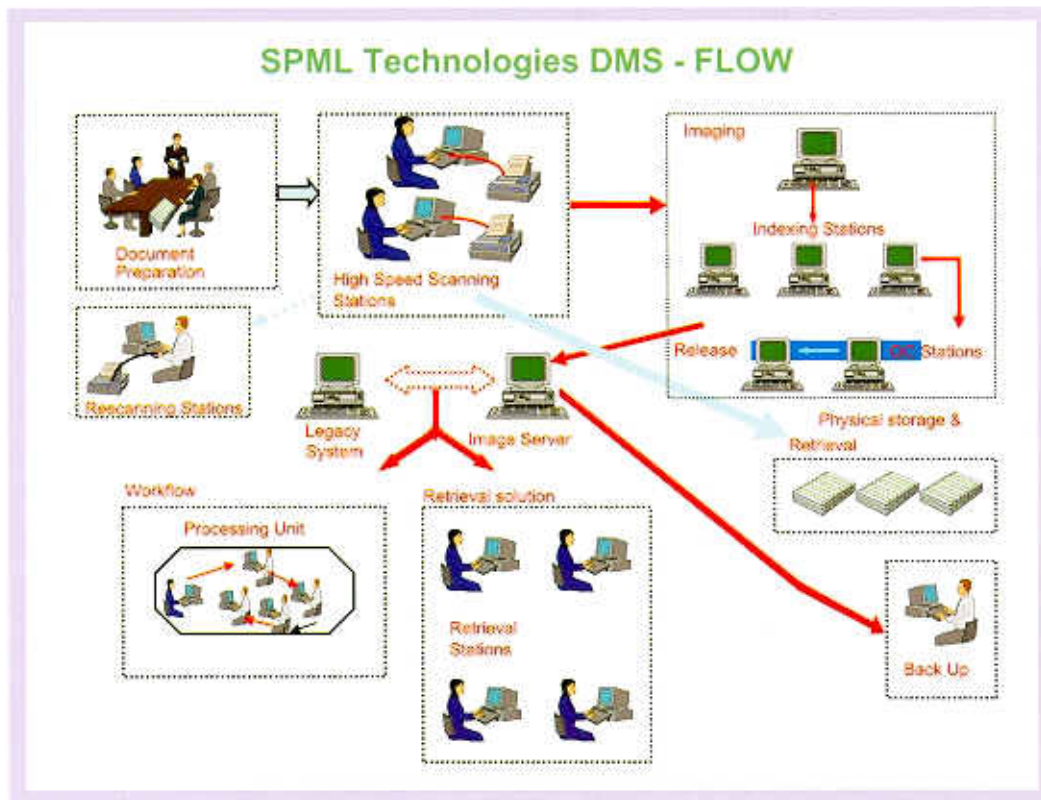 SPML Technologies DMS - FLOW
Document
Preparation
High Speed Scanning
Stations
Imaging
Indexing Stations
Release
QC Stations
Rescanning Stations
Legacy
System
Image Server
Physical storage &
Retrieval
Workflow
Processing Unit
Retrieval solution
Retrieval
Stations
Back Up